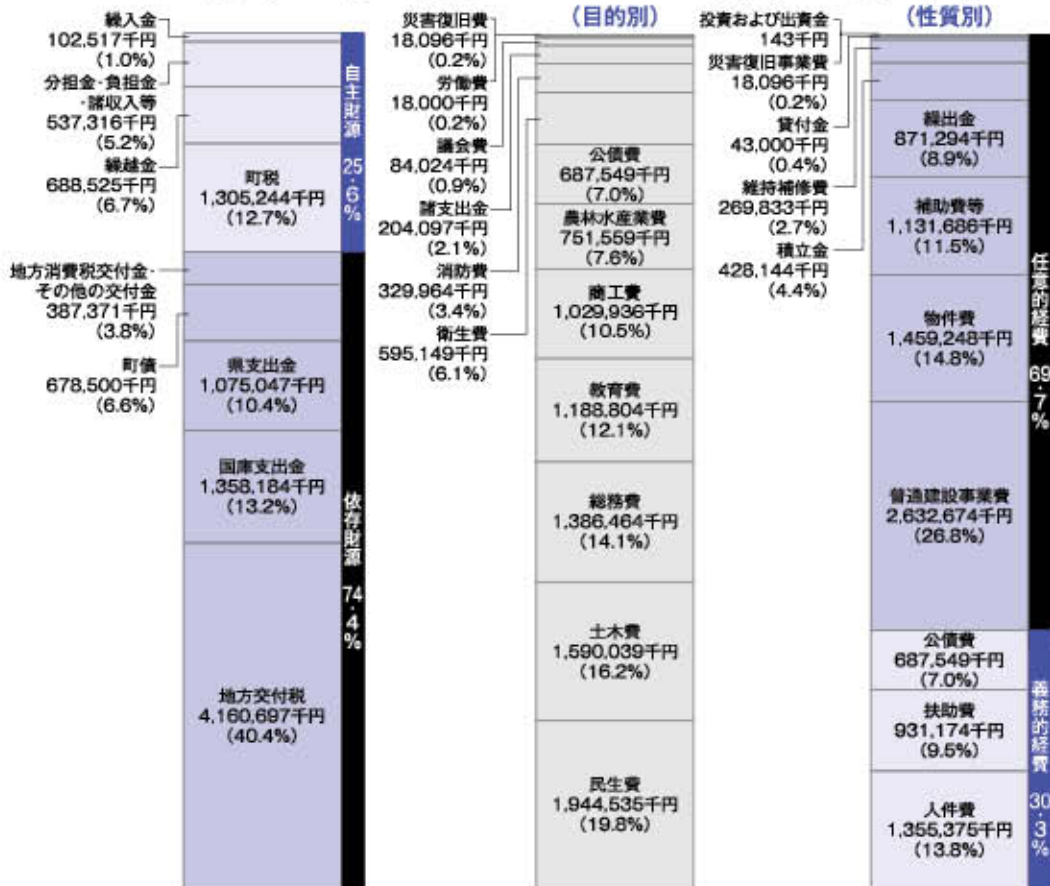 繰入金
102,517千円
(1.0%)
分担金・負担金
・諸収入等
537,316千円
(5.2%)
繰越金
688,525千円
(6.7%)
町税
1,305,244千円
(12.7%)
自主財源 25・6%
地方消費税交付金・
その他の交付金
387,371千円
(3.8%)
町債
678,500千円
(6.6%)
県支出金
1,075,047千円
(10.4%)
国庫支出金
1,358,184千円
(13.2%)
地方交付税
4,160,697千円
(40.4%)
依存財源 74・4%
(目的別)
災害復旧費
18,096千円
(0.2%)
労働費
18,000千円
(0.2%)
議会費
84,024千円
(0.9%)
諸支出金
204,097千円
(2.1%)
消防費
329,964千円
(3.4%)
衛生費
595,149千円
(6.1%)
公債費
687,549千円
(7.0%)
農林水産業費
751,559千円
(7.6%)
商工費
1,029,936千円
(10.5%)
教育費
1,188,804千円
(12.1%)
総務費
1,386,464千円
(14.1%)
土木費
1,590,039千円
(16.2%)
民生費
1,944,535千円
(19.8%)
(性質別)
投資および出資金
143千円
災害復旧事業費
18,096千円
(0.2%)
貸付金
43,000千円
(0.4%)
維持補修費
269,833千円
(2.7%)
積立金
428,144千円
(4.4%)
繰出金
871,294千円
(8.9%)
補助費等
1,131,686千円
(11.5%)
物件費
1,459,248千円
(14.8%)
普通建設事業費
2,632,674千円
(26.8%)
任意的経費 69・7%
公債費
687,549千円
(7.0%)
扶助費
931,174千円
(9.5%)
人件費
1,355,375千円
(13.8%)
義務的経費 30・3%